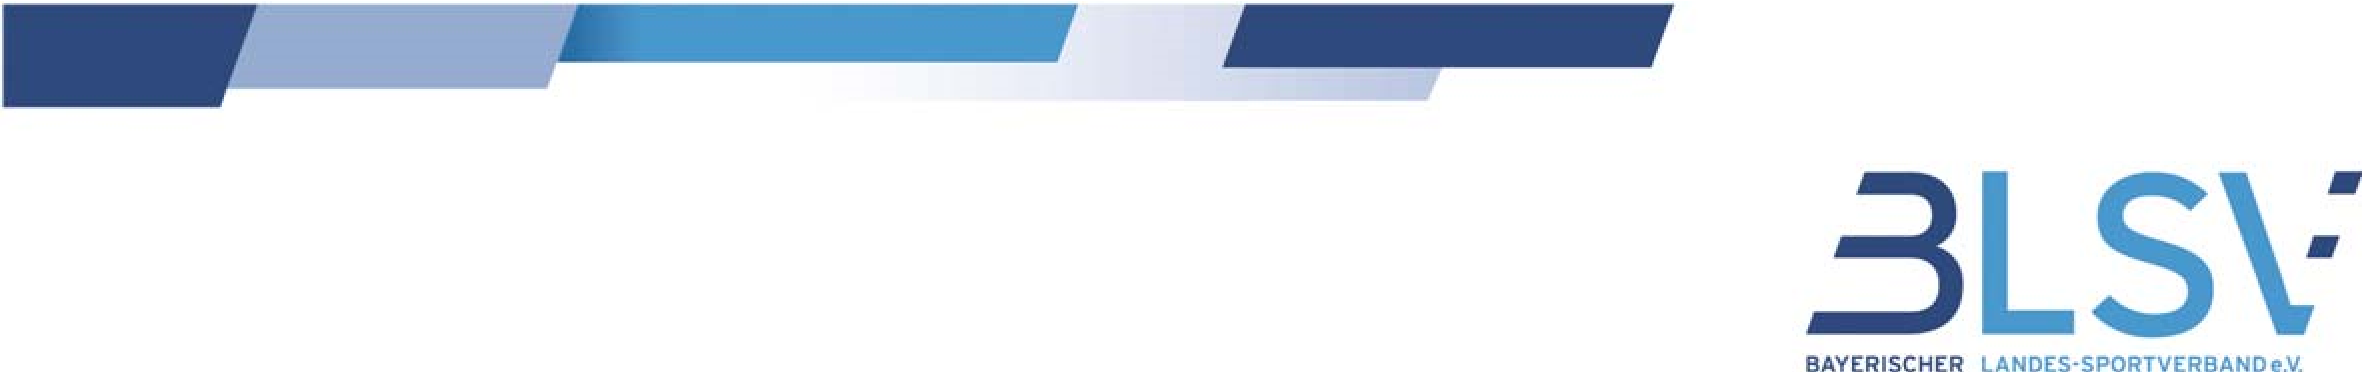 BLSV
BAYERISCHER LANDES-SPORTVERBAND e.V.